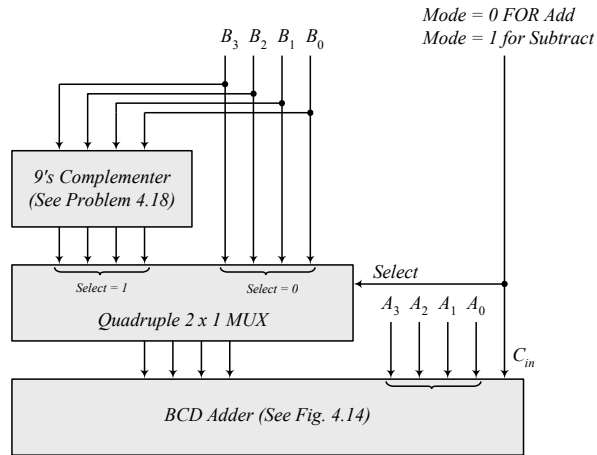 Mode = 0 FOR Add
Mode = 1 for Subtract
B3 B2 B1 B0
9's Complementer
(See Problem 4.18)
Select
Select = 1 Select = 0
Quadruple 2 x 1 MUX
A3 A2 A1 A0
Cin
BCD Adder (See Fig. 4.14)